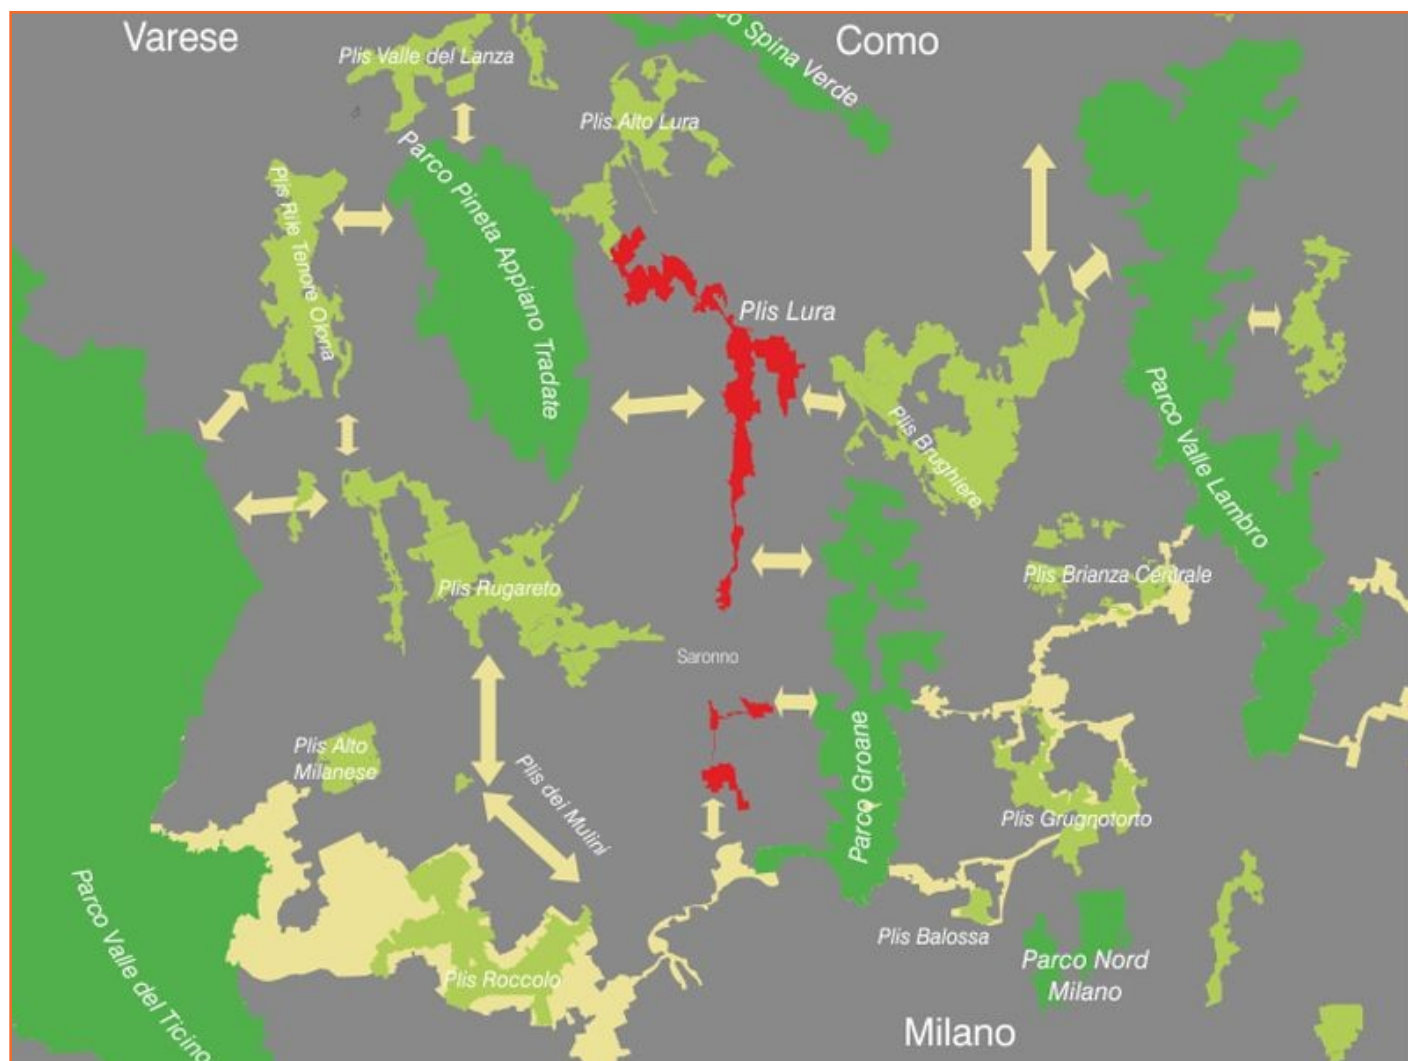 Varese
Como
Plis Valle del Lanza
co Spina Verde
Plis Alto Lura
Parco Pineta Appiano Tradate
Plis Rile Tenore Olona
Plis Lura
Parco Valle Lambro
Plis Brughiere
Plis Brianza Centrale
Plis Rugareto
Saronno
Plis Alto
Milanese
Plis dei Mulini
Parco Groane
Plis Grugnotorto
Parco Valle del Ticino
Plis Balossa
Plis Roccolo
Parco Nord
Milano
Milano